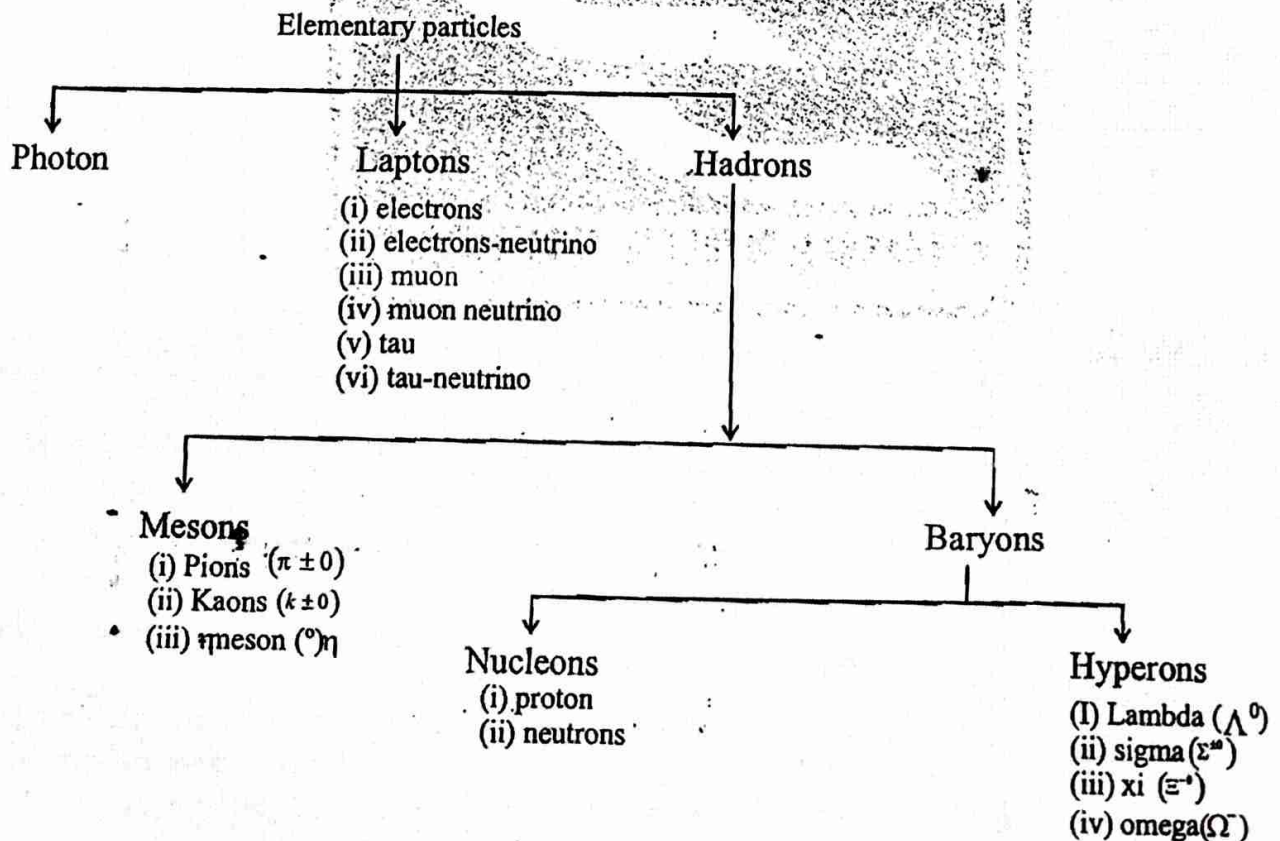 Elementary particles
Photon
Laptons
Hadrons
(i) electrons
(ii) electrons-neutrino
(iii) muon
(iv) muon neutrino
(v) tau
(vi) tau-neutrino
Mesons
(i) Pions (π ±0)
(ii) Kaons (k ±0)
(iii) ηmeson (⁰)η
Baryons
Nucleons
(i) proton
(ii) neutrons
Hyperons
(I) Lambda (Λ⁰)
(ii) sigma (Σ)
(iii) xi (Ξ)
(iv) omega(Ω⁻)